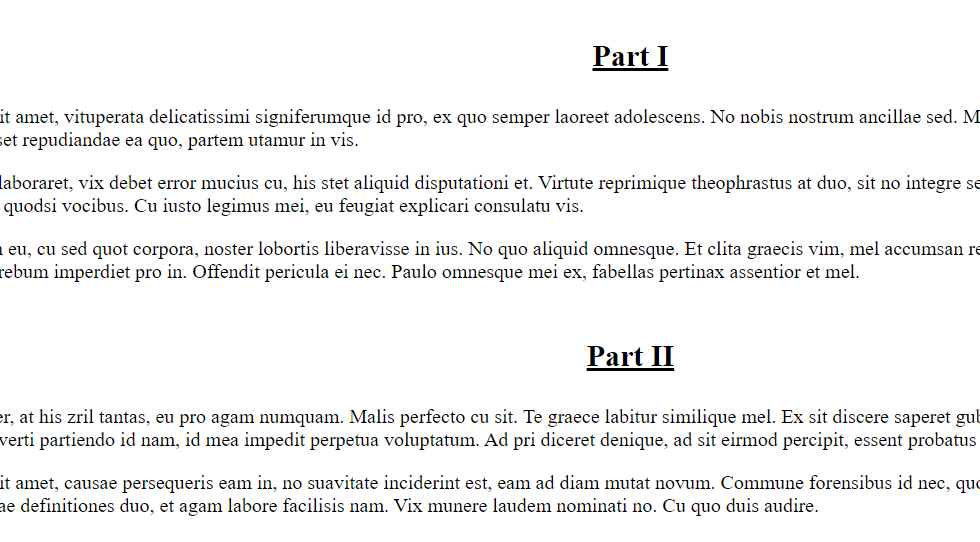 Part I
it amet, vituperata delicatissimi signiferumque id pro, ex quo semper laoreet adolescens. No nobis nostrum ancillae sed. M
set repudiandae ea quo, partem utamur in vis.
laboraret, vix debet error mucius cu, his stet aliquid disputationi et. Virtute reprimique theophrastus at duo, sit no integre se
quodsi vocibus. Cu iusto legimus mei, eu feugiat explicari consulatu vis.
eu, cu sed quot corpora, noster lobortis liberavisse in ius. No quo aliquid omnesque. Et clita graecis vim, mel accumsan re
rebum imperdiet pro in. Offendit pericula ei nec. Paulo omnesque mei ex, fabellas pertinax assentior et mel.
Part II
er, at his zril tantas, eu pro agam numquam. Malis perfecto cu sit. Te graece labitur similique mel. Ex sit discere saperet gub
verti partiendo id nam, id mea impedit perpetua voluptatum. Ad pri diceret denique, ad sit eirmod percipit, essent probatus
it amet, causae persequeris eam in, no suavitate inciderint est, eam ad diam mutat novum. Commune forensibus id nec, quo
ae definitiones duo, et agam labore facilisis nam. Vix munere laudem nominati no. Cu quo duis audire.